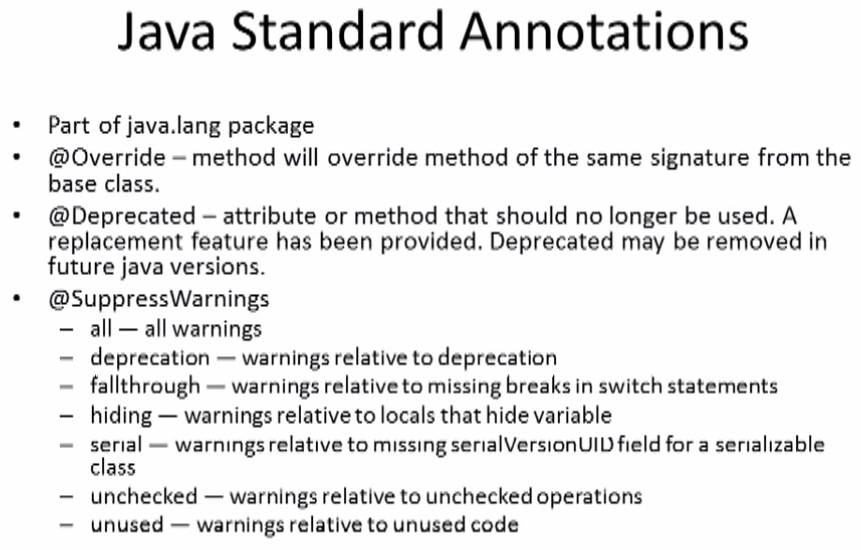 Java Standard Annotations
• Part of java.lang package
• @Override – method will override method of the same signature from the
base class.
• @Deprecated – attribute or method that should no longer be used. A
replacement feature has been provided. Deprecated may be removed in
future java versions.
• @SuppressWarnings
– all — all warnings
– deprecation — warnings relative to deprecation
– fallthrough — warnings relative to missing breaks in switch statements
– hiding — warnings relative to locals that hide variable
– serial — warnings relative to missing serialVersionUID field for a serializable
class
– unchecked — warnings relative to unchecked operations
– unused — warnings relative to unused code